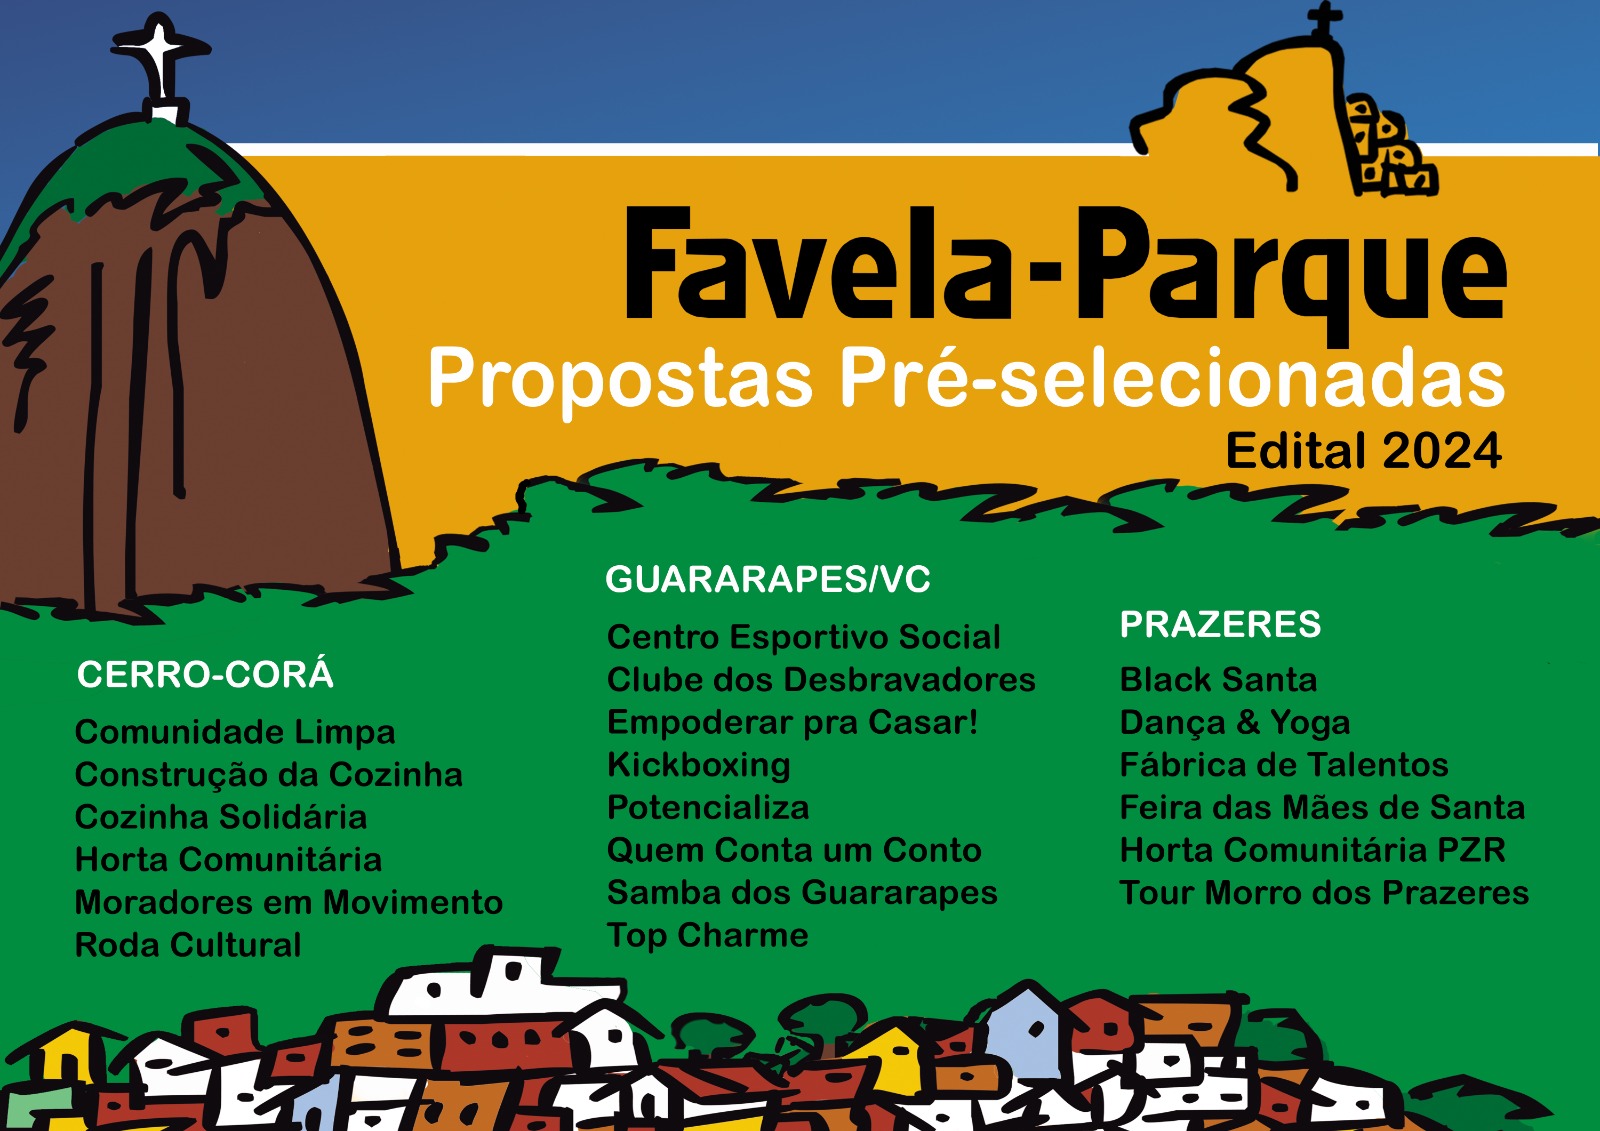 Favela-Parque
Propostas Pré-selecionadas
Edital 2024
CERRO-CORÁ
Comunidade Limpa
Construção da Cozinha
Cozinha Solidária
Horta Comunitária
Moradores em Movimento
Roda Cultural
GUARARAPES/VC
Centro Esportivo Social
Clube dos Desbravadores
Empoderar pra Casar!
Kickboxing
Potencializa
Quem Conta um Conto
Samba dos Guararapes
Top Charme
PRAZERES
Black Santa
Dança & Yoga
Fábrica de Talentos
Feira das Mães de Santa
Horta Comunitária PZR
Tour Morro dos Prazeres